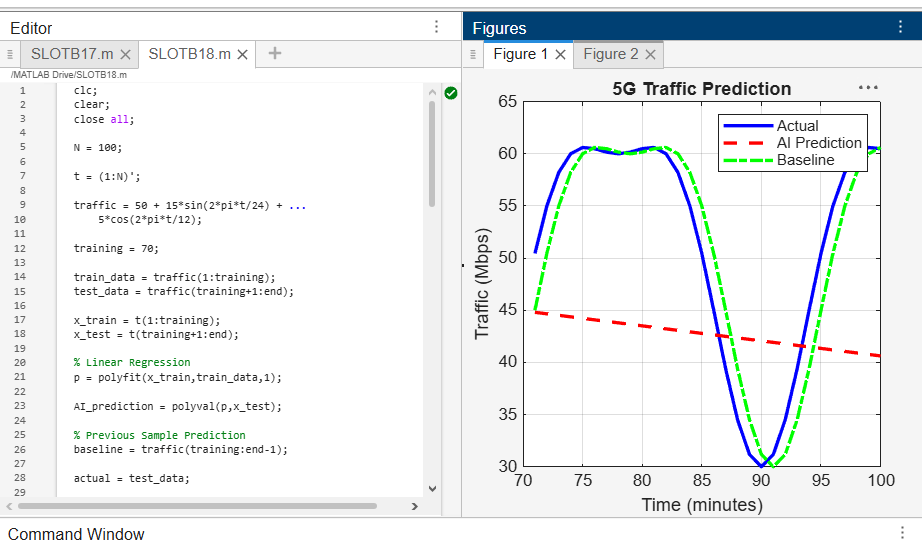 Editor
SLOTB17.m
SLOTB18.m
/MATLAB Drive/SLOTB18.m
1 clc;
2 clear;
3 close all;
4
5 N = 100;
6
7 t = (1:N)';
8
9 traffic = 50 + 15*sin(2*pi*t/24) + ...
10 5*cos(2*pi*t/12);
11
12 training = 70;
13
14 train_data = traffic(1:training);
15 test_data = traffic(training+1:end);
16
17 x_train = t(1:training);
18 x_test = t(training+1:end);
19
20 % Linear Regression
21 p = polyfit(x_train,train_data,1);
22
23 AI_prediction = polyval(p,x_test);
24
25 % Previous Sample Prediction
26 baseline = traffic(training:end-1);
27
28 actual = test_data;
29
Figures
Figure 1
Figure 2
5G Traffic Prediction
Actual
AI Prediction
Baseline
Traffic (Mbps)
65
60
55
50
45
40
35
30
70 75 80 85 90 95 100
Time (minutes)
Command Window